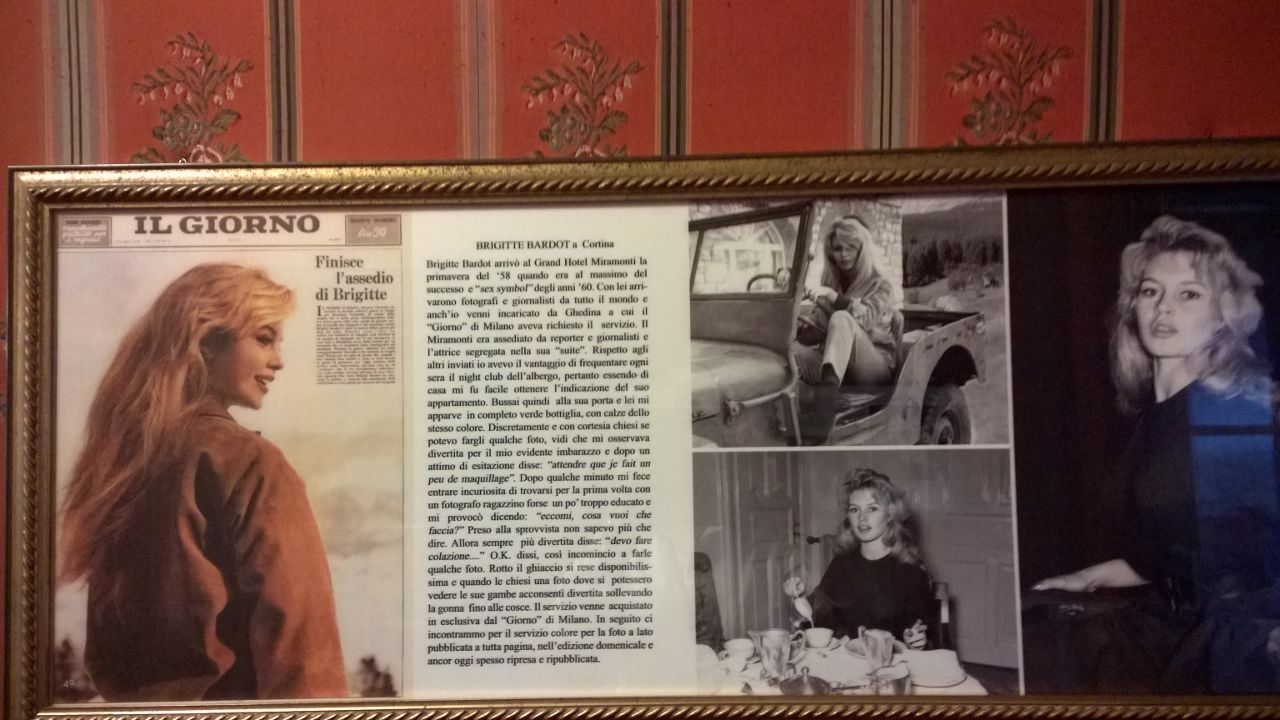 IL GIORNO
lire 30
Finisce
l'assedio
di Brigitte
BRIGITTE BARDOT a Cortina
Brigitte Bardot arrivò al Grand Hotel Miramonti la
primavera del '58 quando era al massimo del
successo e "sex symbol" degli anni '60. Con lei arri-
varono fotografi e giornalisti da tutto il mondo e
anch'io venni incaricato da Ghedina a cui il
"Giorno" di Milano aveva richiesto il servizio. Il
Miramonti era assediato da reporter e giornalisti e
l'attrice segregata nella sua "suite". Rispetto agli
altri inviati io avevo il vantaggio di frequentare ogni
sera il night club dell'albergo, pertanto essendo di
casa mi fu facile ottenere l'indicazione del suo
appartamento. Bussai quindi alla sua porta e lei mi
apparve in completo verde bottiglia, con calze dello
stesso colore. Discretamente e con cortesia chiesi se
potevo fargli qualche foto, vidi che mi osservava
divertita per il mio evidente imbarazzo e dopo un
attimo di esitazione disse: "attendre que je fait un
peu de maquillage". Dopo qualche minuto mi fece
entrare incuriosita di trovarsi per la prima volta con
un fotografo ragazzino forse un po' troppo educato e
mi provocò dicendo: "eccomi, cosa vuoi che
faccia?" Preso alla sprovvista non sapevo più che
dire. Allora sempre più divertita disse: "devo fare
colazione...." O.K. dissi, così incomincio a farle
qualche foto. Rotto il ghiaccio si rese disponibilis-
sima e quando le chiesi una foto dove si potessero
vedere le sue gambe acconsentì divertita sollevando
la gonna fino alle cosce. Il servizio venne acquistato
in esclusiva dal "Giorno" di Milano. In seguito ci
incontrammo per il servizio colore per la foto a lato
pubblicata a tutta pagina, nell'edizione domenicale e
ancor oggi spesso ripresa e ripubblicata.
49